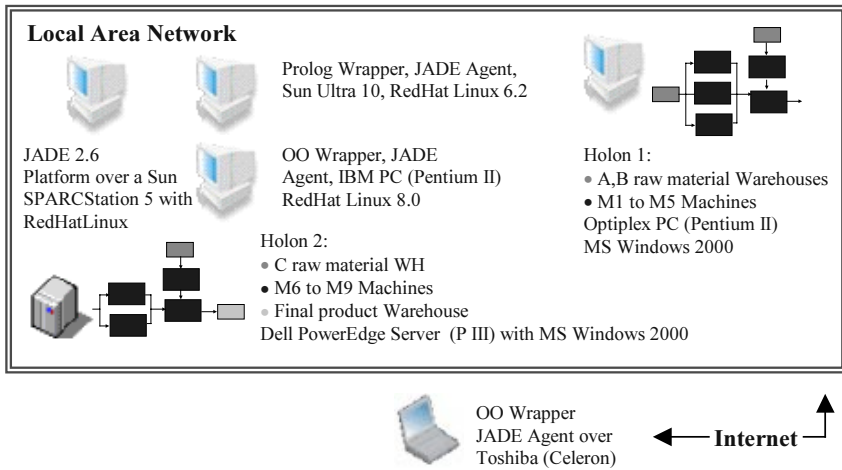 Local Area Network
Prolog Wrapper, JADE Agent,
Sun Ultra 10, RedHat Linux 6.2
JADE 2.6
Platform over a Sun
SPARCStation 5 with
RedHatLinux
OO Wrapper, JADE
Agent, IBM PC (Pentium II)
RedHat Linux 8.0
Holon 1:
• A,B raw material Warehouses
• M1 to M5 Machines
Optiplex PC (Pentium II)
MS Windows 2000
Holon 2:
• C raw material WH
• M6 to M9 Machines
• Final product Warehouse
Dell PowerEdge Server (P III) with MS Windows 2000
OO Wrapper
JADE Agent over
Toshiba (Celeron)
Internet